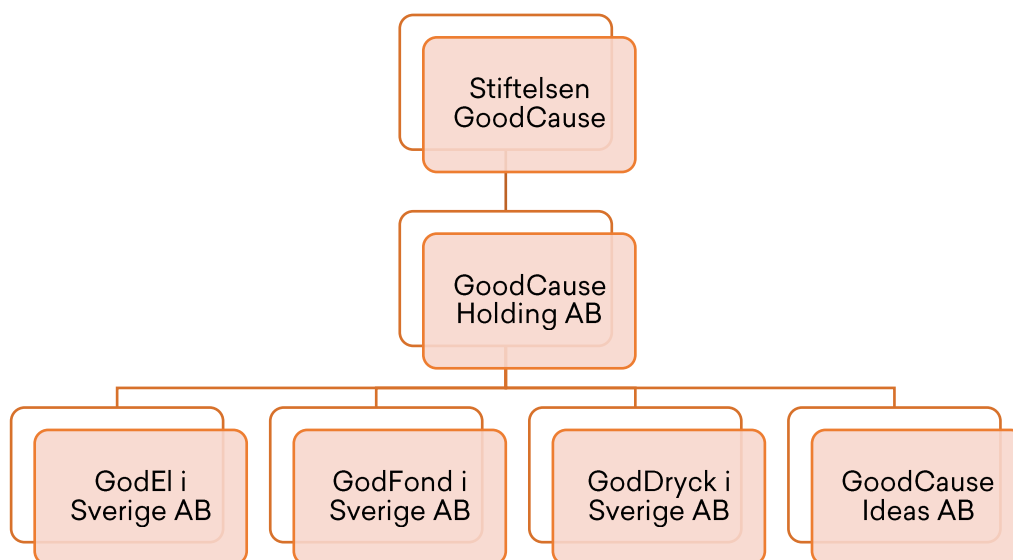 Stiftelsen
GoodCause
GoodCause
Holding AB
GodEl i
Sverige AB
GodFond i
Sverige AB
GodDryck i
Sverige AB
GoodCause
Ideas AB